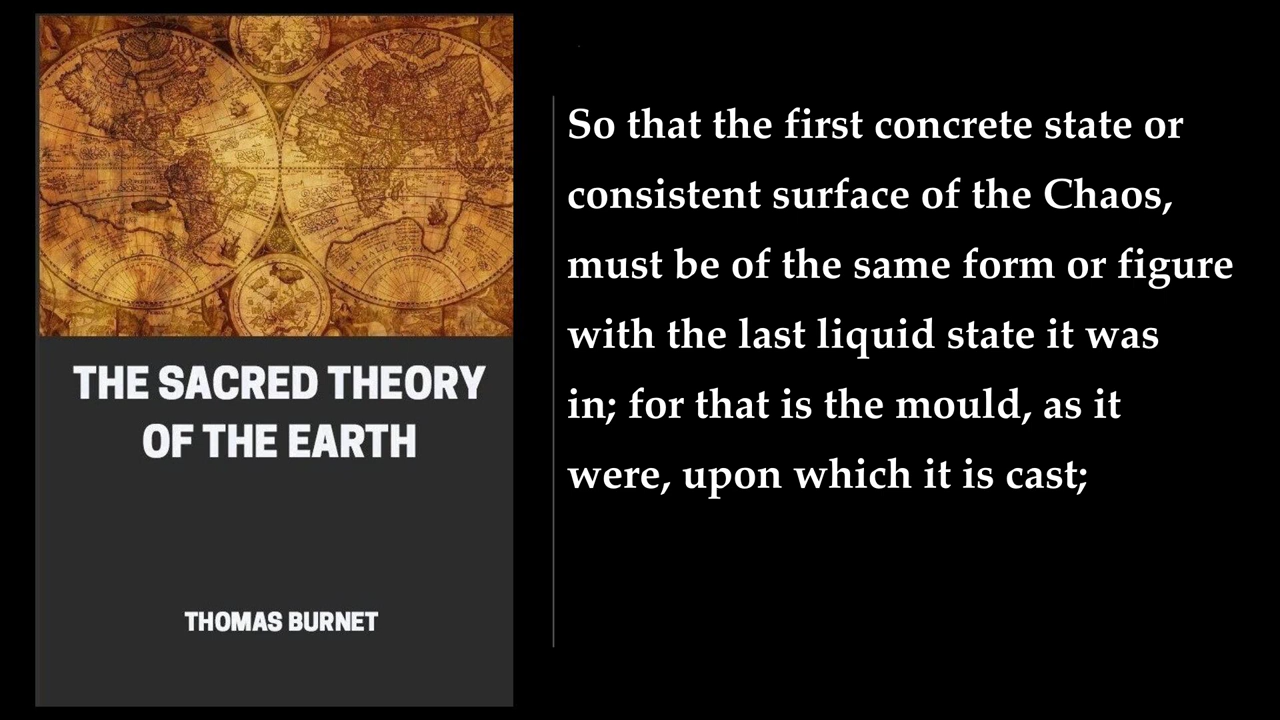 THE SACRED THEORY
OF THE EARTH
THOMAS BURNET
So that the first concrete state or
consistent surface of the Chaos,
must be of the same form or figure
with the last liquid state it was
in; for that is the mould, as it
were, upon which it is cast;